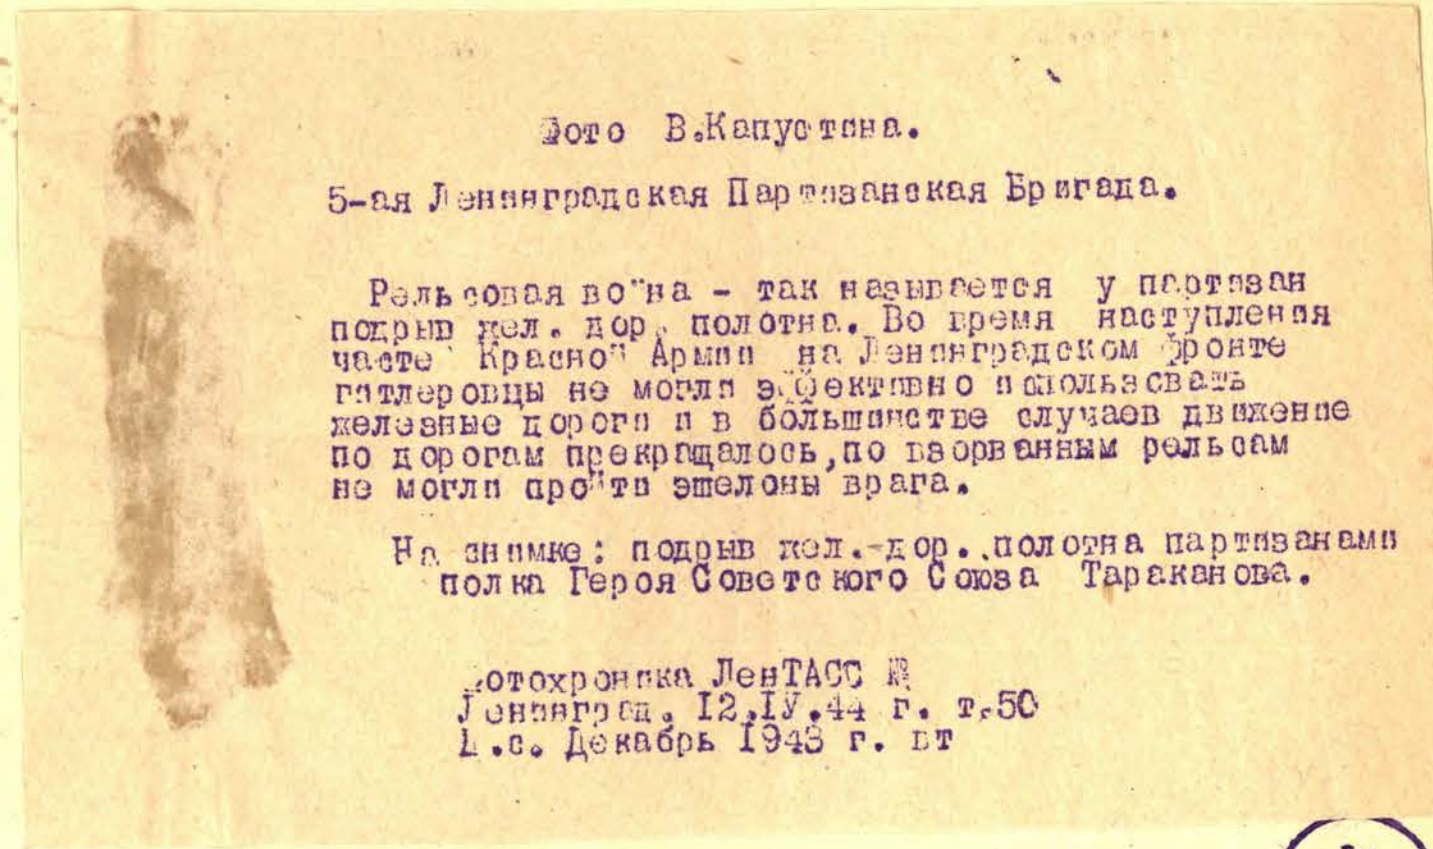 Фото В.Капустина.
5-ая Ленинградская Партизанская Бригада.
Рельсовая война - так называется у партизан
подрыв жел. дор. полотна. Во время наступления
частей Красной Армии на Ленинградском фронте
гитлеровцы не могли эффективно использовать
железные дороги и в большинстве случаев движение
по дорогам прекращалось,по взорванным рельсам
не могли пройти эшелоны врага.
На снимке: подрыв жел.-дор. полотна партизанами
полка Героя Советского Союза Тараканова.
Фотохроника ЛенТАСС №
Ленинград. 12.IV.44 г. т.50
Д.с. Декабрь 1943 г. вт